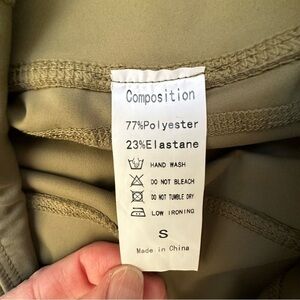 Composition
77%Polyester
23%Elastane
HAND WASH
DO NOT BLEACH
DO NOT TUMBLE DRY
LOW IRONING
S
Made in China